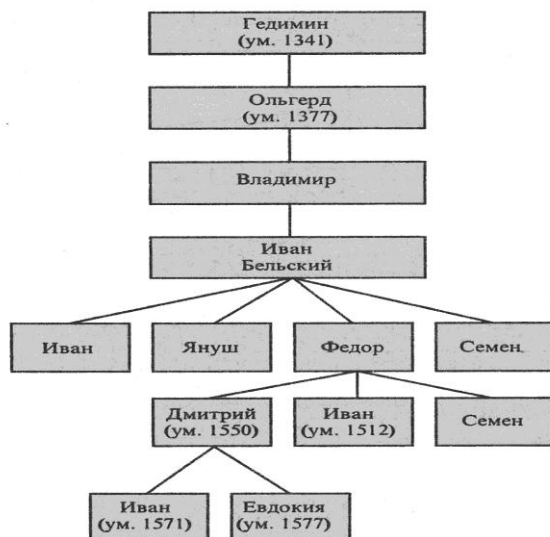 Гедимин
(ум. 1341)
Ольгерд
(ум. 1377)
Владимир
Иван
Бельский
Иван
Януш
Федор
Семен
Дмитрий
(ум. 1550)
Иван
(ум. 1512)
Семен
Иван
(ум. 1571)
Евдокия
(ум. 1577)